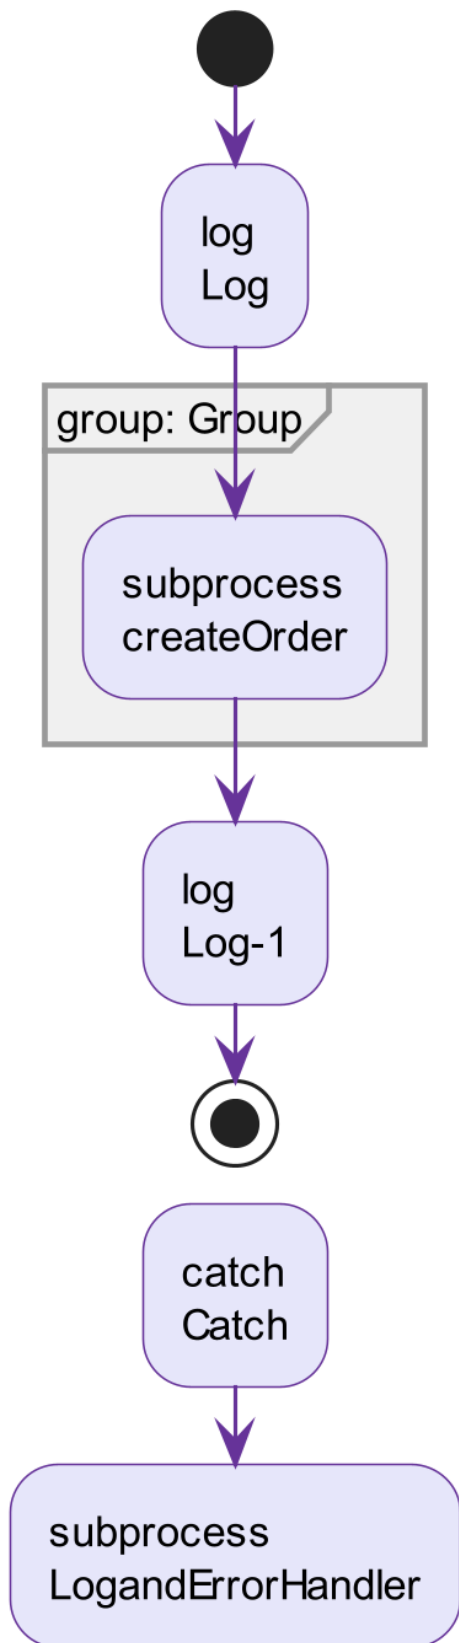 log
Log
group: Group
subprocess
createOrder
log
Log-1
catch
Catch
subprocess
LogandErrorHandler